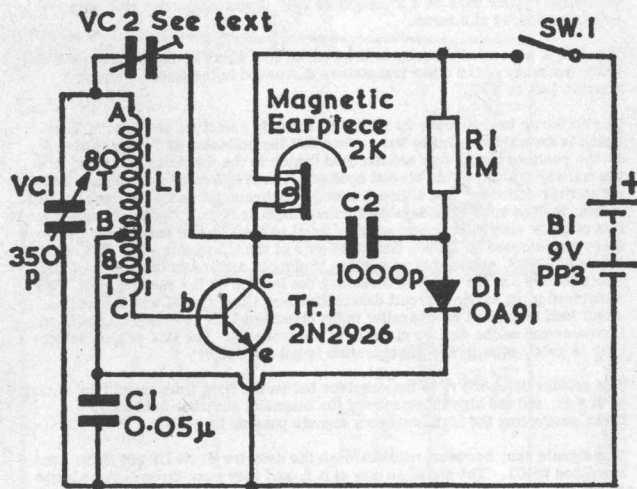 VC2 See text
SW.1
A
80
T
VC1
350
p
B
8
T
C
L1
Magnetic
Earpiece
2K
R1
1M
C2
1000p
+
B1
9V
PP3
D1
OA91
c
b
e
Tr. 1
2N2926
C1
0.05µ